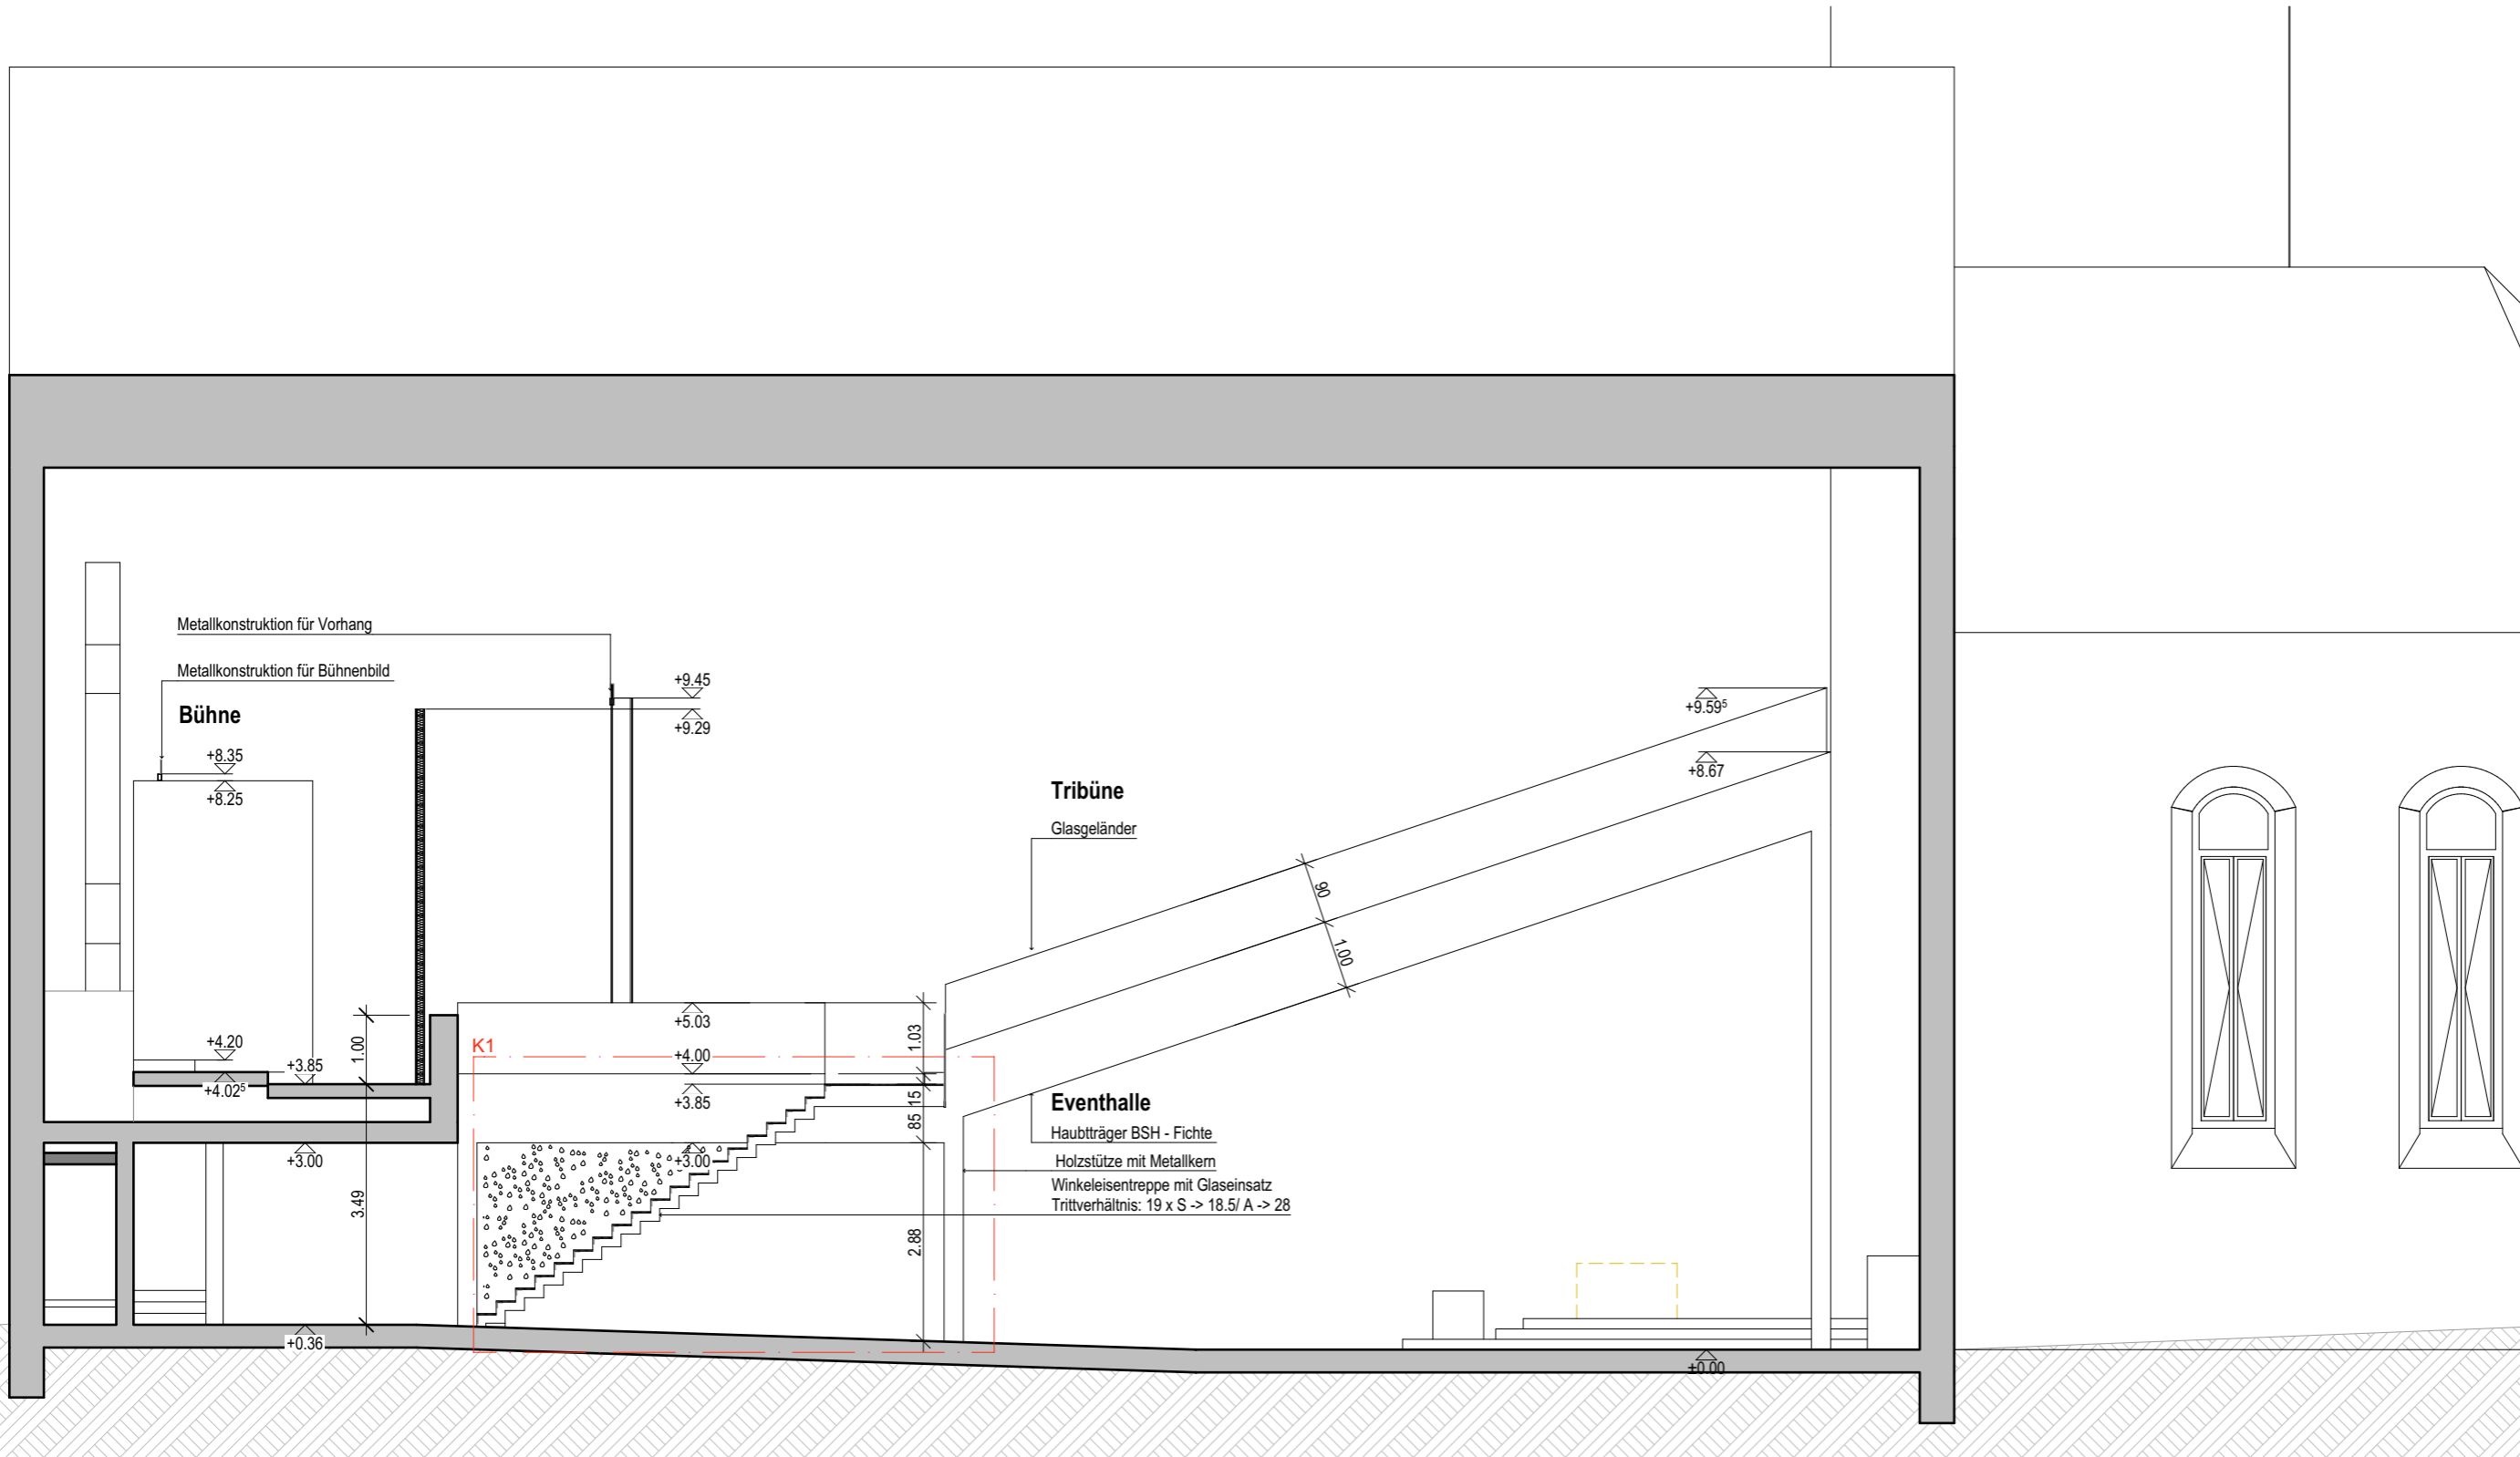 Metallkonstruktion für Vorhang
Metallkonstruktion für Bühnenbild
Bühne
+9.45
+9.29
+8.35
+8.25
+9.59⁵
+8.67
Tribüne
Glasgeländer
90
1.00
+5.03
1.03
1.00
K1
+4.20
+4.02⁵
+3.85
+4.00
+3.85
15
85
Eventhalle
Haubtträger BSH - Fichte
Holzstütze mit Metallkern
Winkeleisentreppe mit Glaseinsatz
Trittverhältnis: 19 x S -> 18.5/ A -> 28
+3.00
+3.00
3.49
2.88
+0.36
±0.00